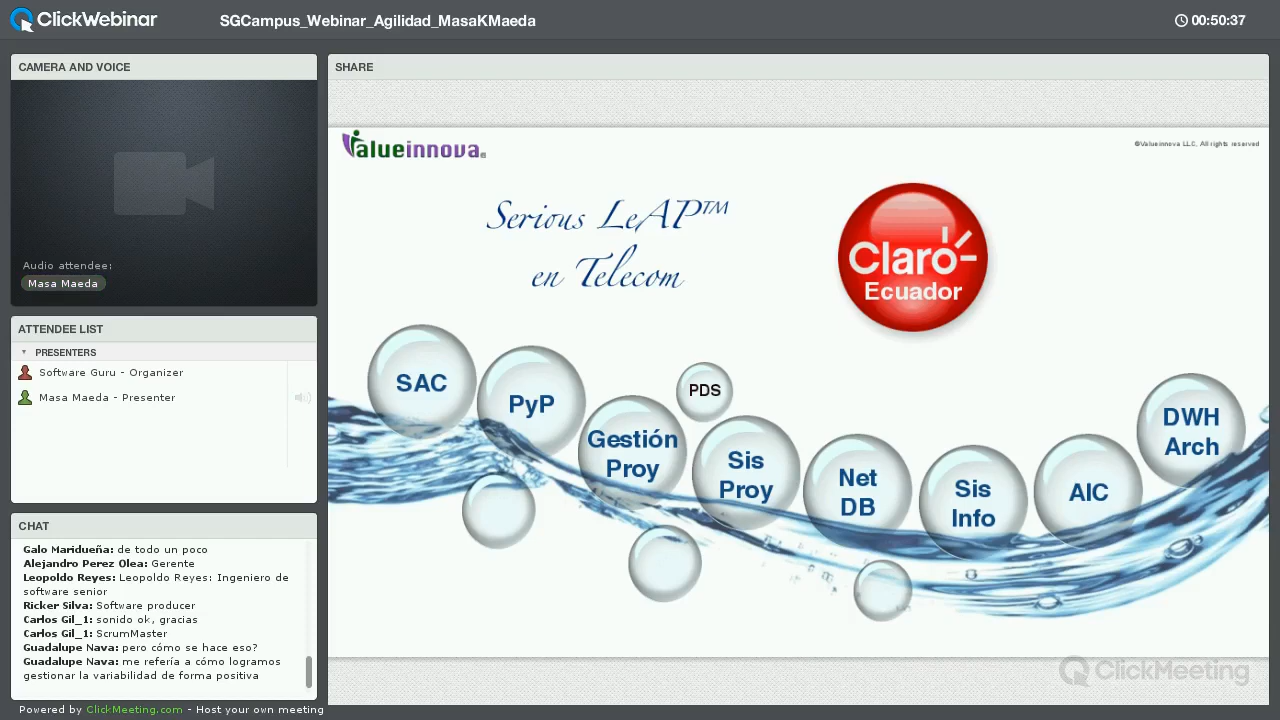 ClickWebinar
SGCampus_Webinar_Agilidad_MasaKMaeda
00:50:37
CAMERA AND VOICE
Audio attendee:
Masa Maeda
ATTENDEE LIST
PRESENTERS
Software Guru - Organizer
Masa Maeda - Presenter
CHAT
Galo Maridueña: de todo un poco
Alejandro Perez Olea: Gerente
Leopoldo Reyes: Leopoldo Reyes: Ingeniero de
software senior
Ricker Silva: Software producer
Carlos Gil_1: sonido ok, gracias
Carlos Gil_1: ScrumMaster
Guadalupe Nava: pero cómo se hace eso?
Guadalupe Nava: me refería a cómo logramos
gestionar la variabilidad de forma positiva
Powered by ClickMeeting.com - Host your own meeting
SHARE
Valueinnova
©Valueinnova LLC, All rights reserved
Serious LeAP™
en Telecom
Claro
Ecuador
SAC
PyP
Gestión
Proy
PDS
Sis
Proy
Net
DB
Sis
Info
AIC
DWH
Arch
ClickMeeting